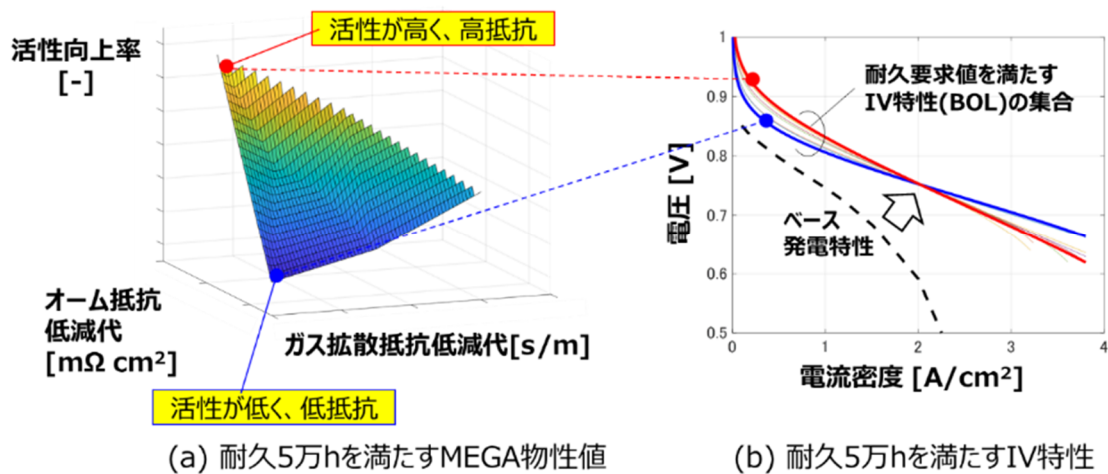 活性が高く、高抵抗
活性向上率
[-]
オーム抵抗
低減代
[mΩ cm²]
ガス拡散抵抗低減代[s/m]
活性が低く、低抵抗
(a) 耐久5万hを満たすMEGA物性値
電圧 [V]
1
0.9
0.8
0.7
0.6
0.5
耐久要求値を満たす
IV特性(BOL)の集合
ベース
発電特性
0
1
2
3
4
電流密度 [A/cm²]
(b) 耐久5万hを満たすIV特性